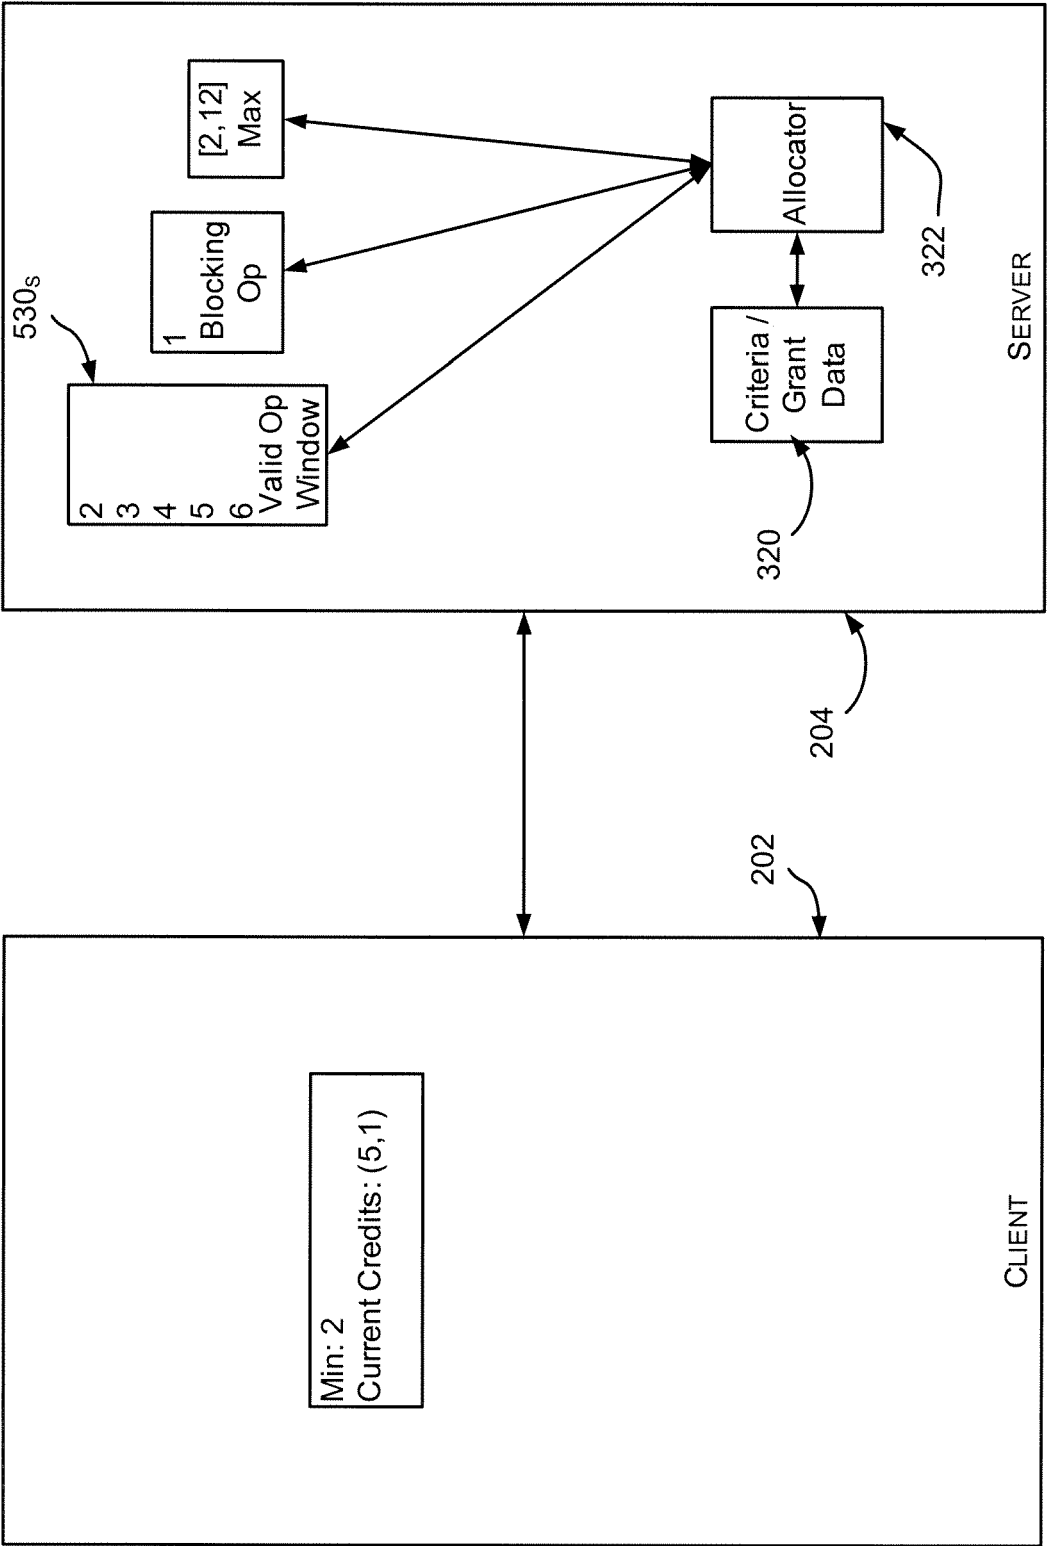 530S
2
3
4
5
6
Valid Op
Window
1
Blocking
Op
[2,12]
Max
Min: 2
Current Credits: (5,1)
202
204
320
Criteria /
Grant
Data
Allocator
322
CLIENT
SERVER